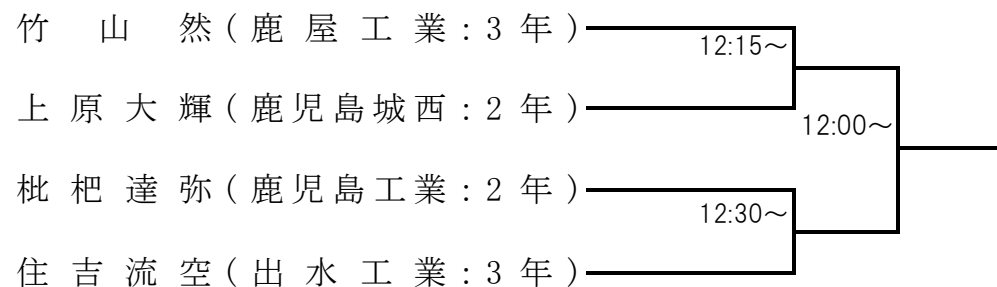 竹山然(鹿屋工業:3年)
12:15～
上原大輝(鹿児島城西:2年)
12:00～
枇杷達弥(鹿児島工業:2年)
12:30～
住吉流空(出水工業:3年)